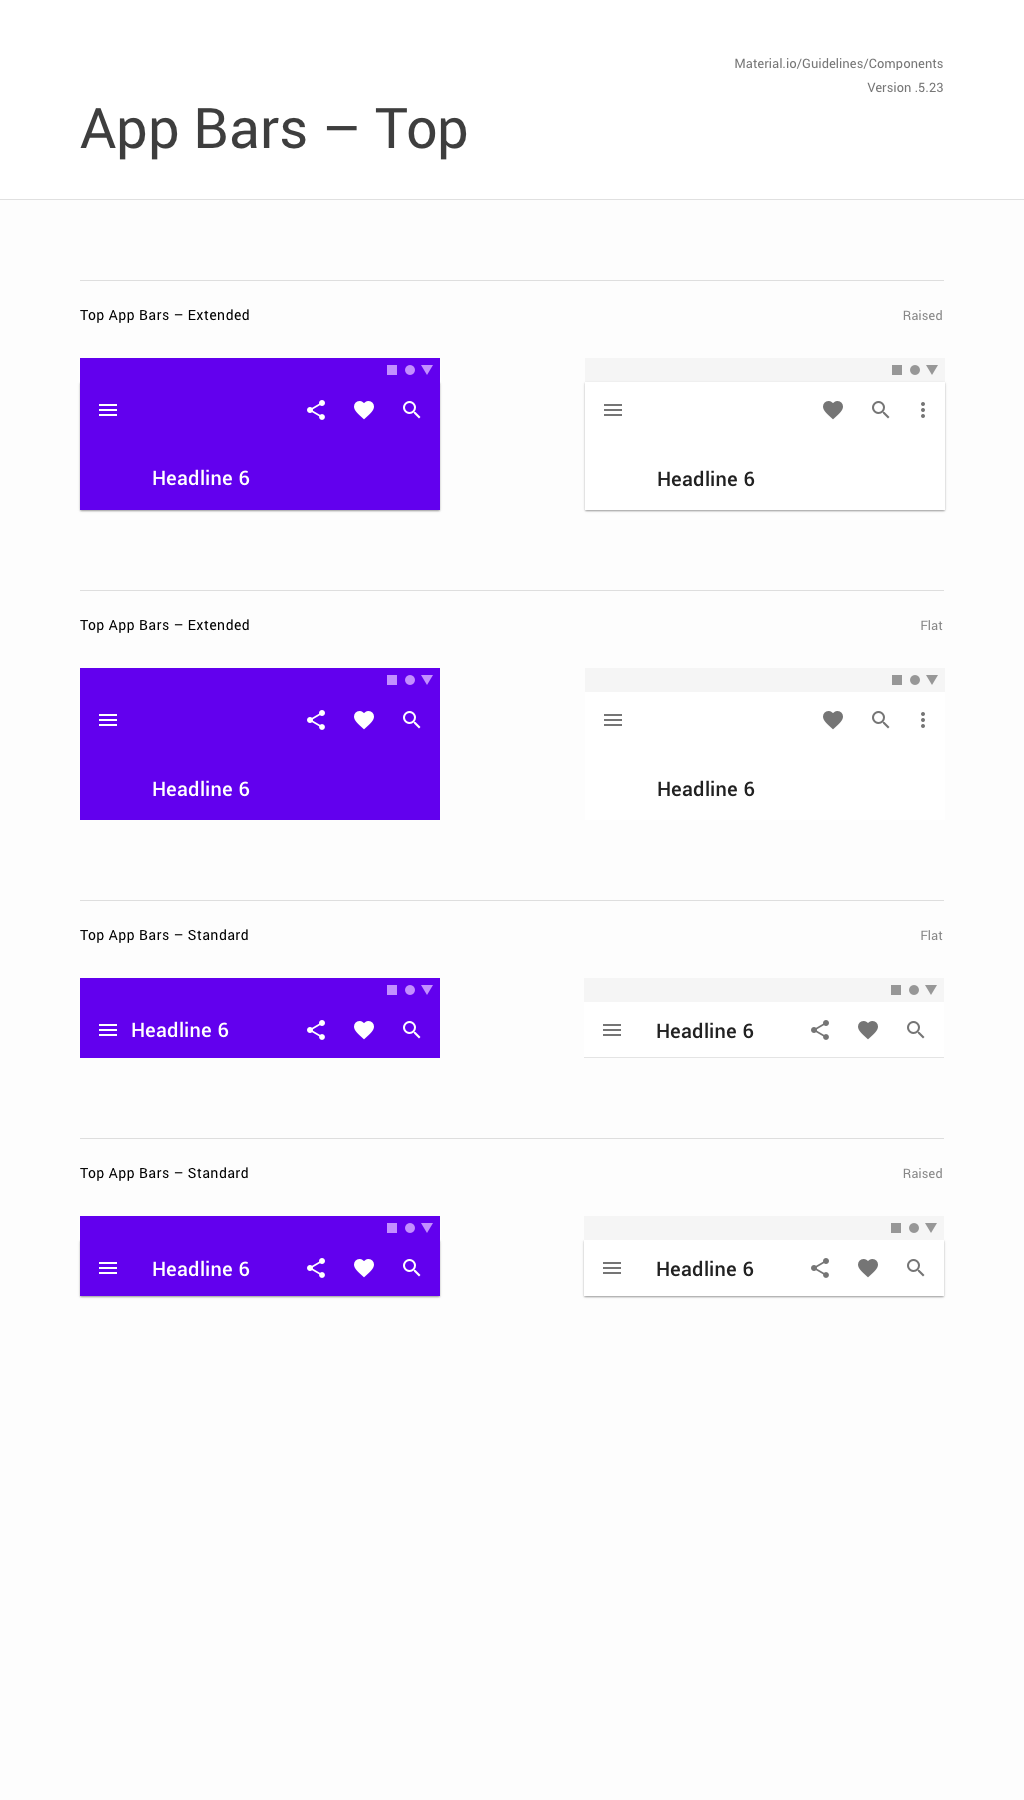 Material.io/Guidelines/Components
Version .5.23
App Bars – Top
Top App Bars – Extended
Raised
Headline 6
Headline 6
Top App Bars – Extended
Flat
Headline 6
Headline 6
Top App Bars – Standard
Flat
Headline 6
Headline 6
Top App Bars – Standard
Raised
Headline 6
Headline 6